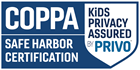 COPPA
SAFE HARBOR
CERTIFICATION
KiDS
PRIVACY
ASSURED
BY PRIVO